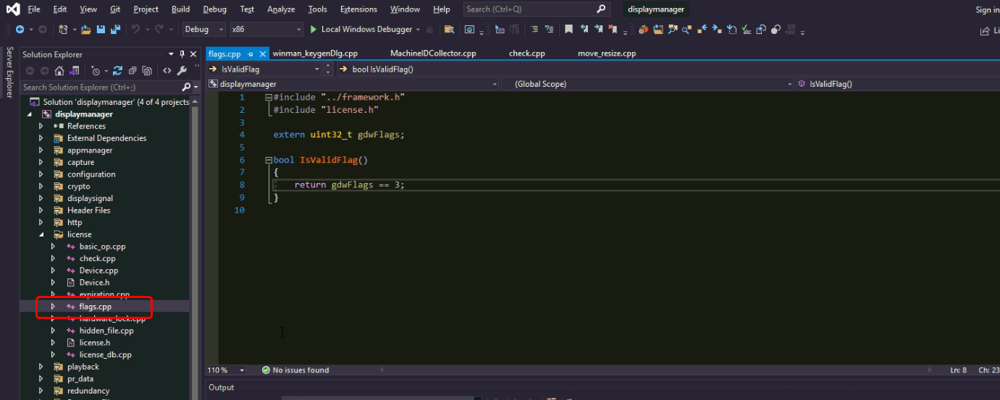 File Edit View Git Project Build Debug Test Analyze Tools Extensions Window Help Search (Ctrl+Q) displaymanager Sign in
Debug x86 Local Windows Debugger
Server Explorer
Solution Explorer
Search Solution Explorer (Ctrl+;)
Solution 'displaymanager' (4 of 4 projects
displaymanager
References
External Dependencies
appmanager
capture
configuration
crypto
displaysignal
Header Files
http
license
basic_op.cpp
check.cpp
Device.cpp
Device.h
expiration.cpp
flags.cpp
hardware_lock.cpp
hidden_file.cpp
license.h
license_db.cpp
playback
pr_data
redundancy
flags.cpp winman_keygenDlg.cpp MachineIDCollector.cpp check.cpp move_resize.cpp
IsValidFlag bool IsValidFlag()
displaymanager (Global Scope) IsValidFlag()
1 #include "../framework.h"
2 #include "license.h"
3
4 extern uint32_t gdwFlags;
5
6 bool IsValidFlag()
7 {
8 return gdwFlags == 3;
9 }
10
110 % No issues found Ln: 8 Ch: 23
Output